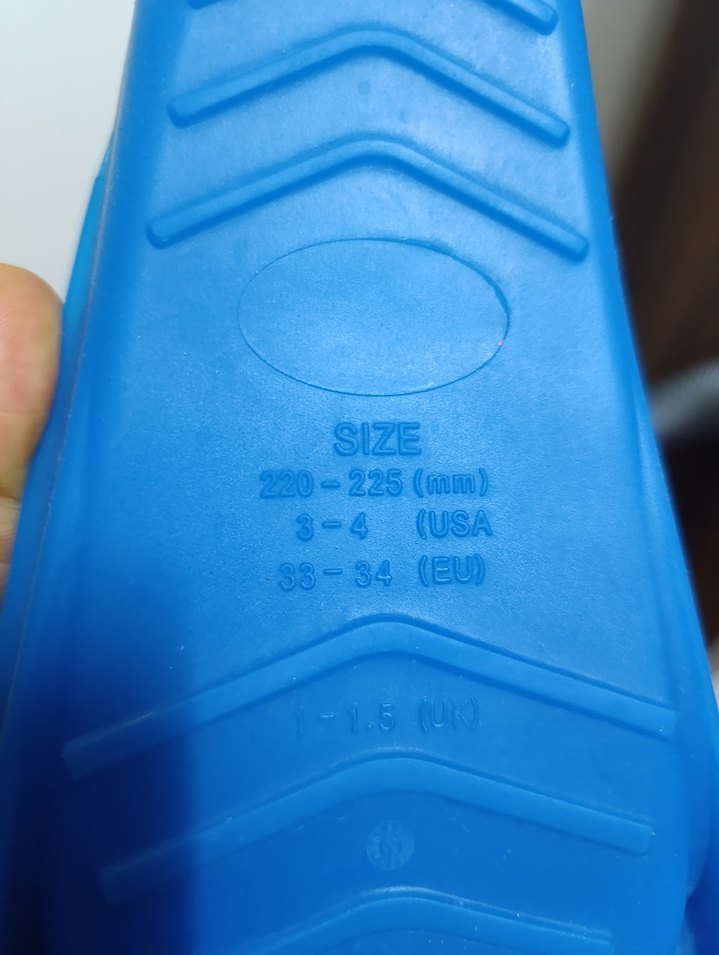 SIZE
220-225 (mm)
3-4 (USA
33-34 (EU)
1-1.5 (UK)